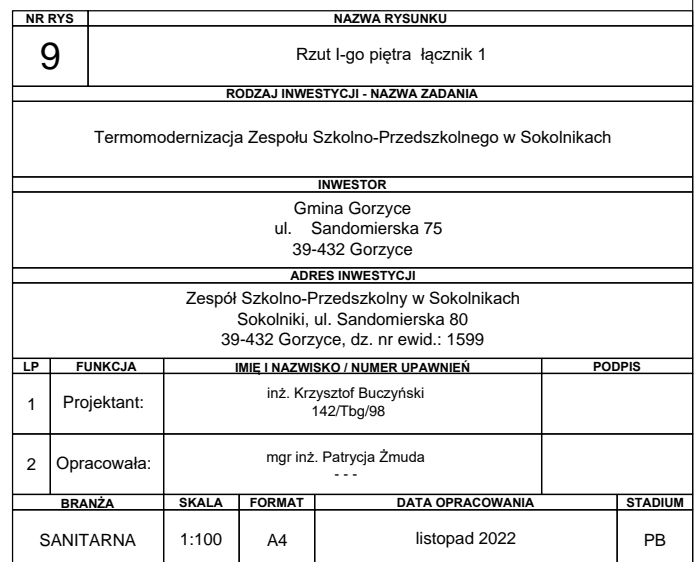 NR RYS NAZWA RYSUNKU
9 Rzut I-go piętra łącznik 1
RODZAJ INWESTYCJI - NAZWA ZADANIA
Termomodernizacja Zespołu Szkolno-Przedszkolnego w Sokolnikach
INWESTOR
Gmina Gorzyce
ul. Sandomierska 75
39-432 Gorzyce
ADRES INWESTYCJI
Zespół Szkolno-Przedszkolny w Sokolnikach
Sokolniki, ul. Sandomierska 80
39-432 Gorzyce, dz. nr ewid.: 1599
LP FUNKCJA IMIĘ I NAZWISKO / NUMER UPAWNIEŃ PODPIS
1 Projektant: inż. Krzysztof Buczyński
142/Tbg/98
2 Opracowała: mgr inż. Patrycja Żmuda
- - -
BRANŻA SKALA FORMAT DATA OPRACOWANIA STADIUM
SANITARNA 1:100 A4 listopad 2022 PB